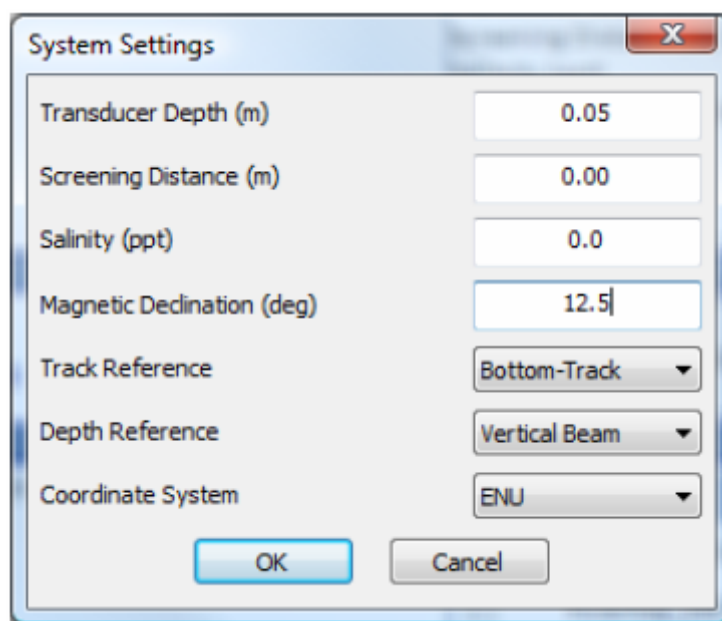 System Settings
Transducer Depth (m) 0.05
Screening Distance (m) 0.00
Salinity (ppt) 0.0
Magnetic Declination (deg) 12.5
Track Reference Bottom-Track
Depth Reference Vertical Beam
Coordinate System ENU
OK Cancel